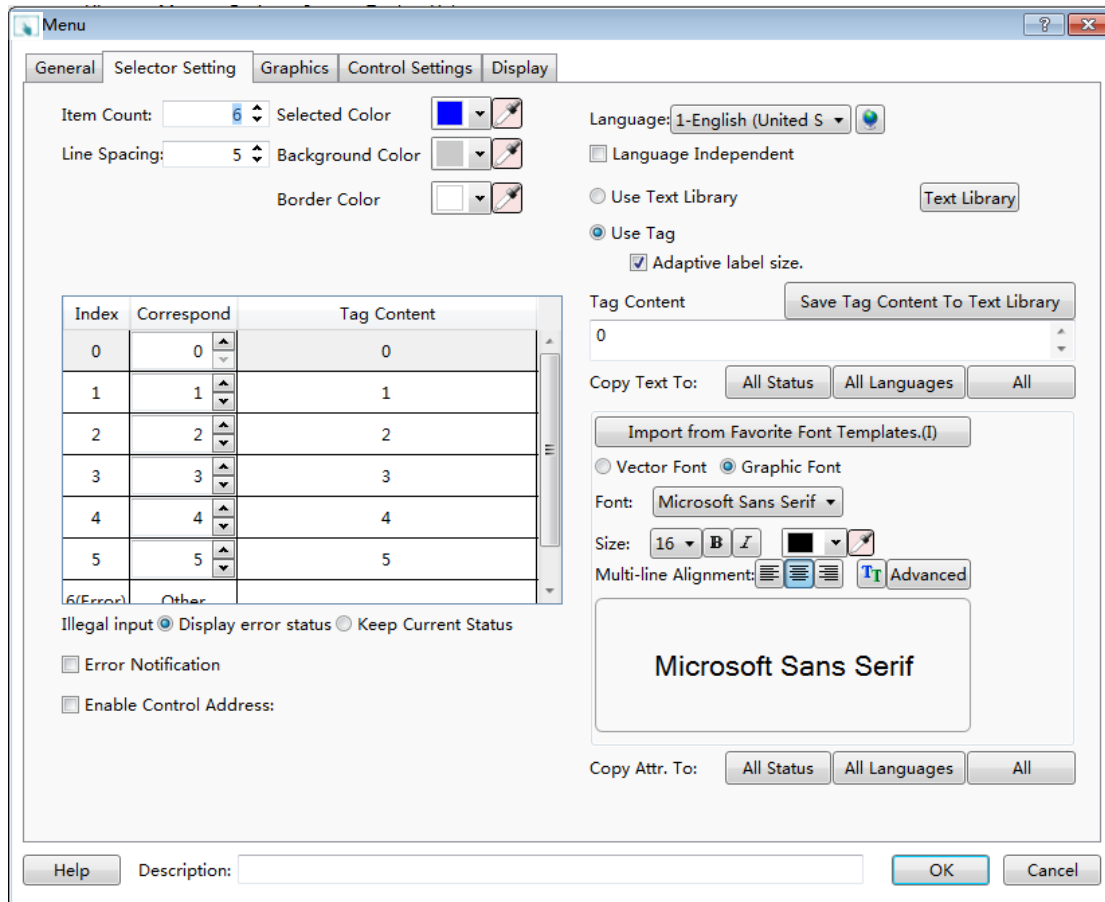 Menu
General Selector Setting Graphics Control Settings Display
Item Count: 6 Selected Color
Line Spacing: 5 Background Color
Border Color
Language: 1-English (United S
Language Independent
Use Text Library Text Library
Use Tag
Adaptive label size.
Index Correspond Tag Content
0 0 0
1 1 1
2 2 2
3 3 3
4 4 4
5 5 5
6(Error) Other
Illegal input Display error status Keep Current Status
Error Notification
Enable Control Address:
Tag Content Save Tag Content To Text Library
0
Copy Text To: All Status All Languages All
Import from Favorite Font Templates.(I)
Vector Font Graphic Font
Font: Microsoft Sans Serif
Size: 16 B I
Multi-line Alignment: TT Advanced
Microsoft Sans Serif
Copy Attr. To: All Status All Languages All
Help Description: OK Cancel